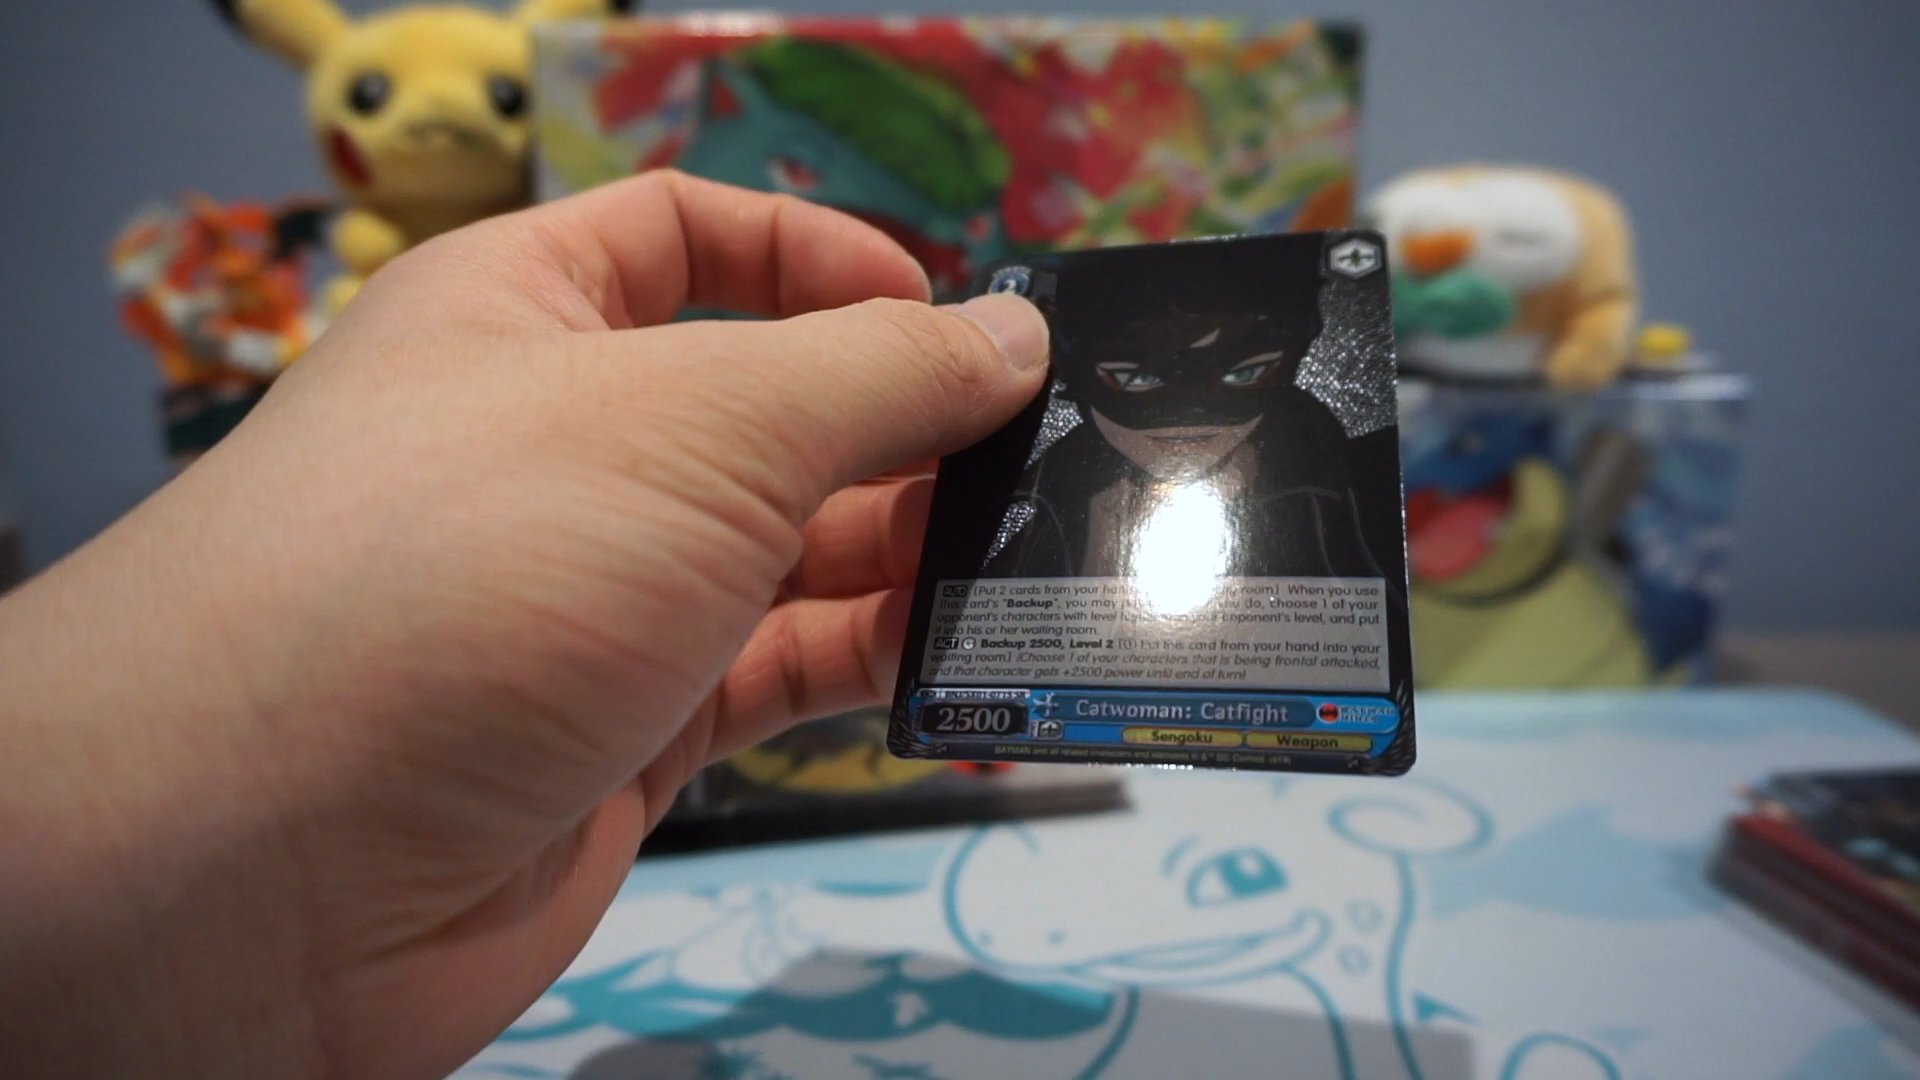 2
AUTO [Put 2 cards from your hand room] When you use
this card's "Backup", you may do, choose 1 of your
opponent's characters with level your opponent's level, and put
it into his or her waiting room.
ACT Backup 2500, Level 2 [(1) Put this card from your hand into your
waiting room] (Choose 1 of your characters that is being frontal attacked,
and that character gets +2500 power until end of turn)
2500 Catwoman: Catfight
Sengoku Weapon
BATMAN and all related characters and elements © & ™ DC Comics.